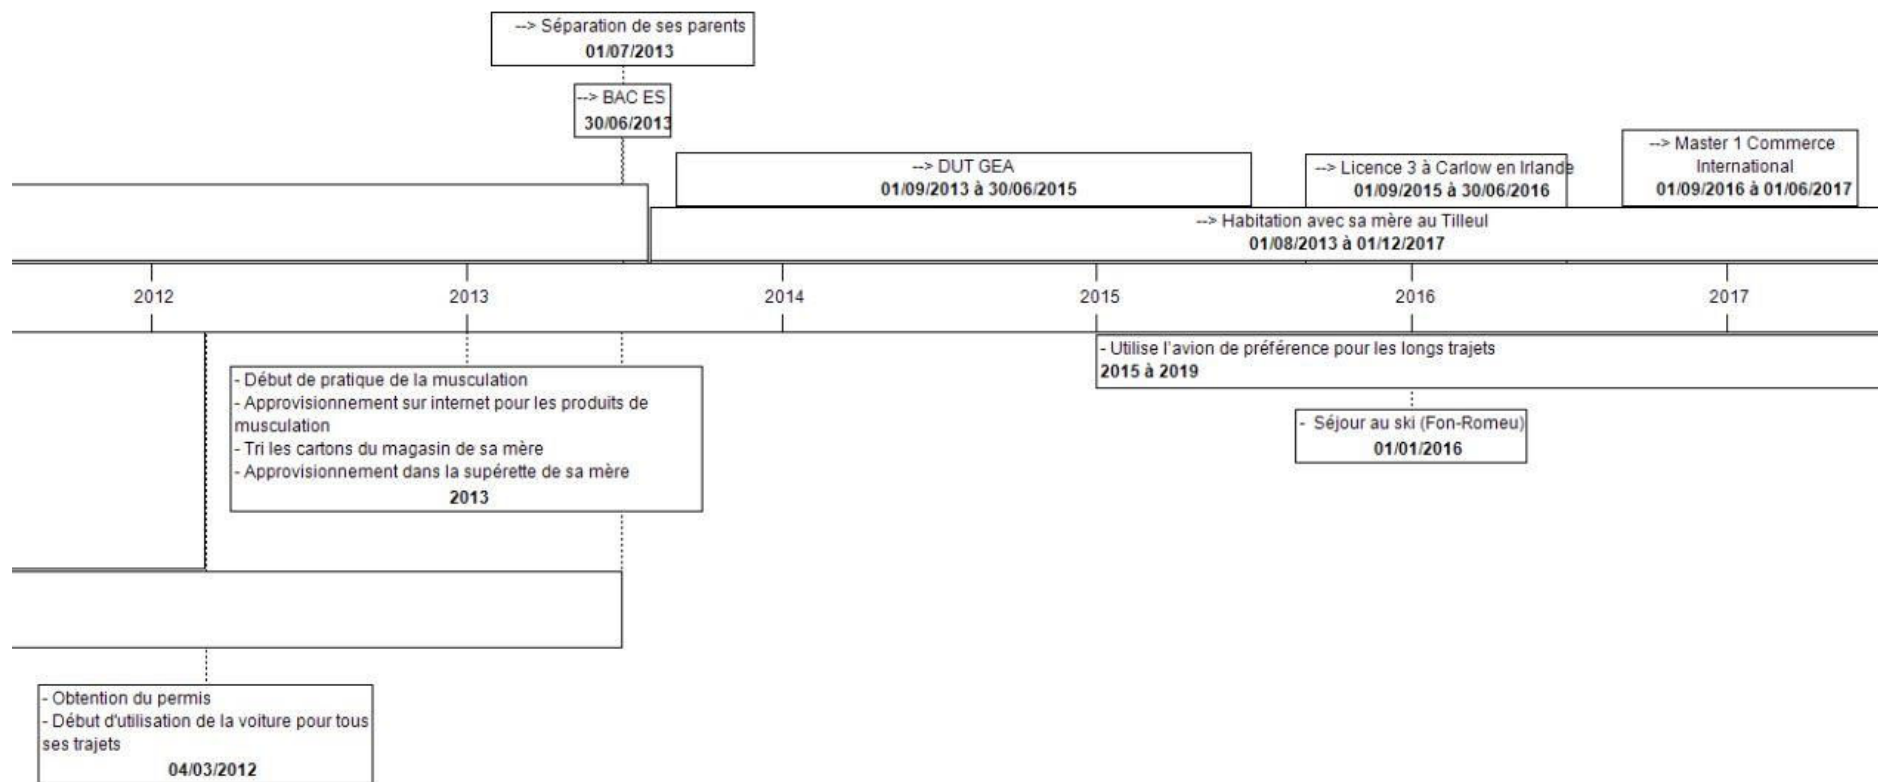 --> Séparation de ses parents
01/07/2013
--> BAC ES
30/06/2013
--> DUT GEA
01/09/2013 à 30/06/2015
--> Licence 3 à Carlow en Irlande
01/09/2015 à 30/06/2016
--> Master 1 Commerce
International
01/09/2016 à 01/06/2017
--> Habitation avec sa mère au Tilleul
01/08/2013 à 01/12/2017
2012
2013
2014
2015
2016
2017
- Utilise l'avion de préférence pour les longs trajets
2015 à 2019
- Début de pratique de la musculation
- Approvisionnement sur internet pour les produits de
musculation
- Tri les cartons du magasin de sa mère
- Approvisionnement dans la supérette de sa mère
2013
- Séjour au ski (Fon-Romeu)
01/01/2016
- Obtention du permis
- Début d'utilisation de la voiture pour tous
ses trajets
04/03/2012